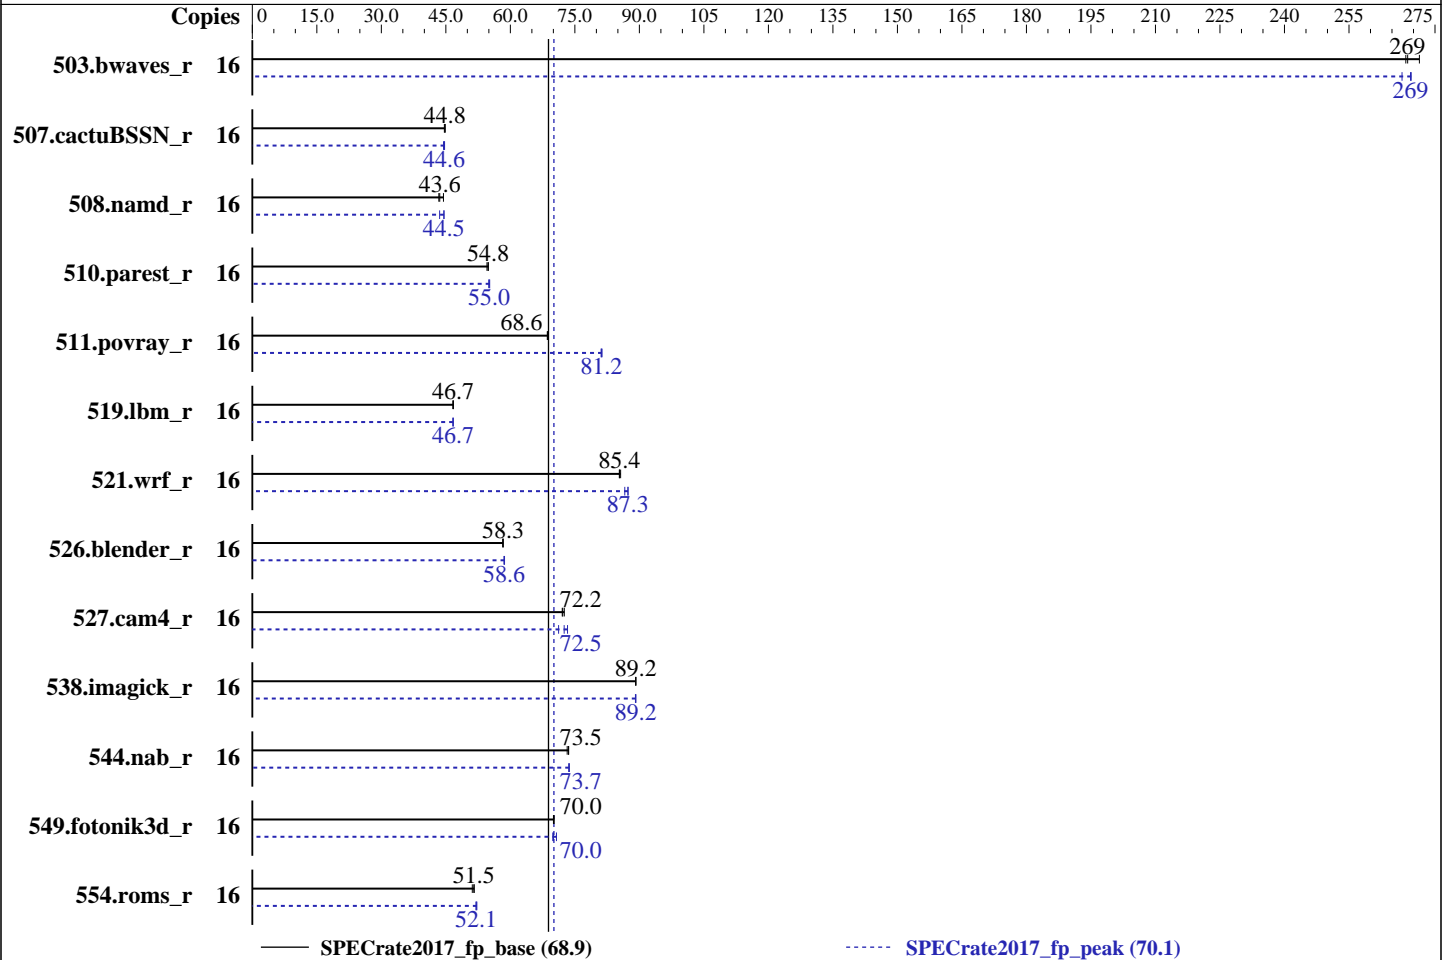 Copies 0 15.0 30.0 45.0 60.0 75.0 90.0 105 120 135 145 165 180 195 210 225 240 255 275
269
503.bwaves_r 16
269
44.8
507.cactuBSSN_r 16
44.6
43.6
508.namd_r 16
44.5
54.8
510.parest_r 16
55.0
68.6
511.povray_r 16
81.2
46.7
519.lbm_r 16
46.7
85.4
521.wrf_r 16
87.3
58.3
526.blender_r 16
58.6
72.2
527.cam4_r 16
72.5
89.2
538.imagick_r 16
89.2
73.5
544.nab_r 16
73.7
70.0
549.fotonik3d_r 16
70.0
51.5
554.roms_r 16
52.1
SPECrate2017_fp_base (68.9) SPECrate2017_fp_peak (70.1)